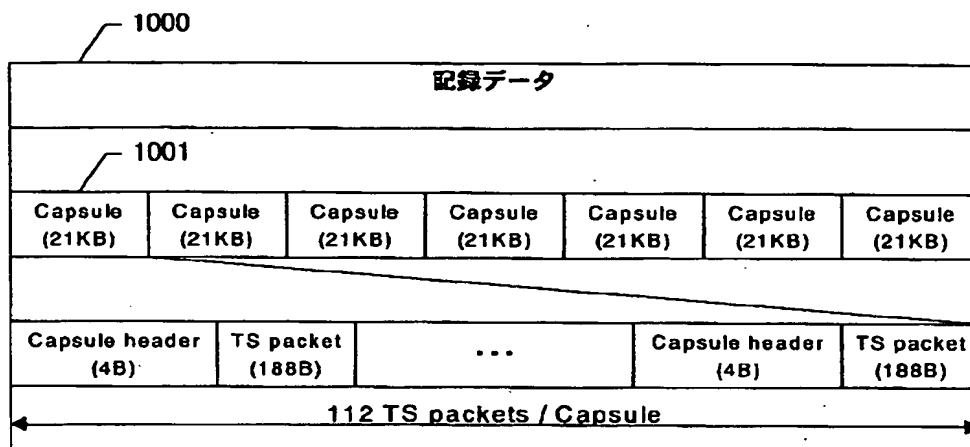 1000
記録データ
1001
Capsule (21KB)
Capsule (21KB)
Capsule (21KB)
Capsule (21KB)
Capsule (21KB)
Capsule (21KB)
Capsule (21KB)
Capsule header (4B)
TS packet (188B)
...
Capsule header (4B)
TS packet (188B)
112 TS packets / Capsule